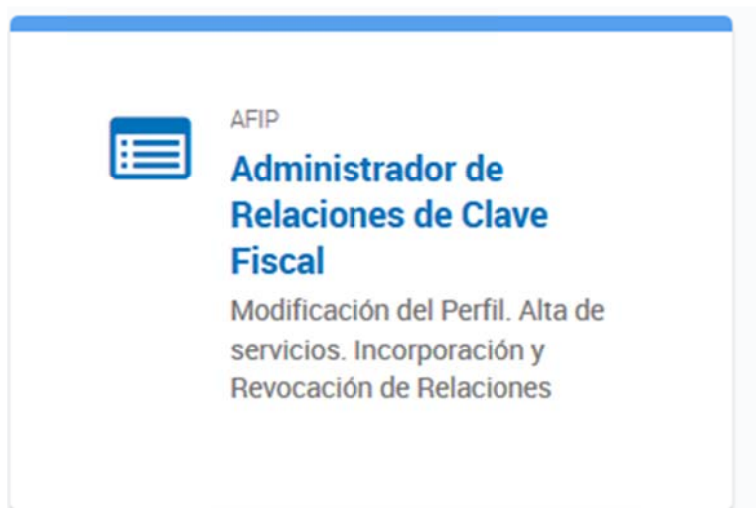 AFIP
Administrador de
Relaciones de Clave
Fiscal
Modificación del Perfil. Alta de
servicios. Incorporación y
Revocación de Relaciones